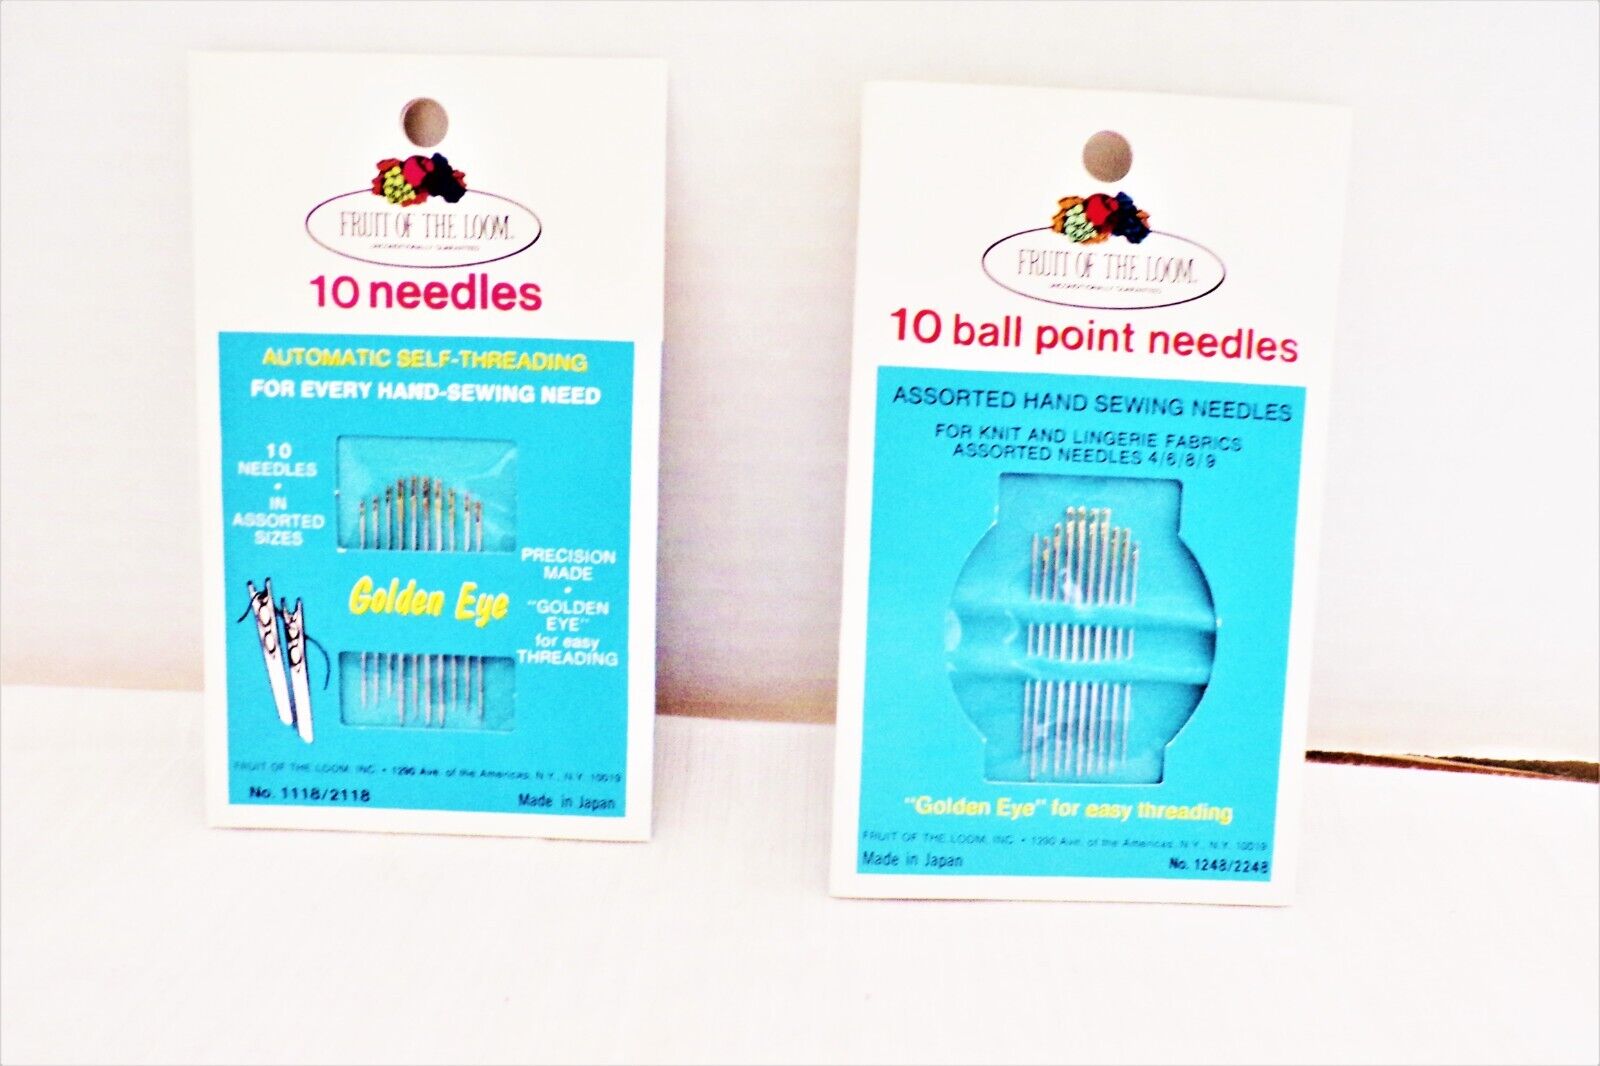 FRUIT OF THE LOOM
UNCONDITIONALLY GUARANTEED
10 needles
AUTOMATIC SELF-THREADING
FOR EVERY HAND-SEWING NEED
10
NEEDLES
•
IN
ASSORTED
SIZES
Golden Eye
PRECISION
MADE
•
"GOLDEN
EYE"
for easy
THREADING
FRUIT OF THE LOOM, INC. • 1290 Ave. of the Americas, N.Y., N.Y. 10019
No. 1118/2118
Made in Japan
FRUIT OF THE LOOM
UNCONDITIONALLY GUARANTEED
10 ball point needles
ASSORTED HAND SEWING NEEDLES
FOR KNIT AND LINGERIE FABRICS
ASSORTED NEEDLES 4/6/8/9
"Golden Eye" for easy threading
FRUIT OF THE LOOM, INC. • 1290 Ave. of the Americas, N.Y., N.Y. 10019
Made in Japan
No. 1248/2248